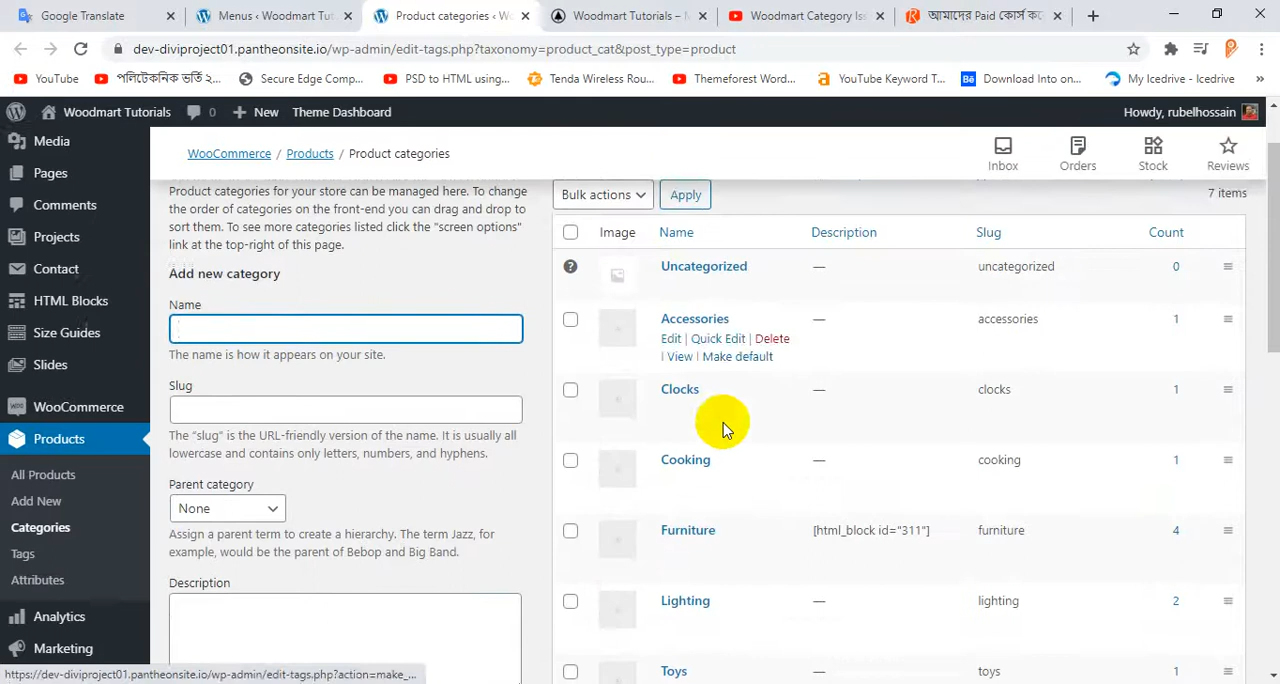 Google Translate
Menus ‹ Woodmart Tut
Product categories ‹ W
Woodmart Tutorials –
Woodmart Category Is
আমাদের Paid কোর্স
dev-diviproject01.pantheonsite.io/wp-admin/edit-tags.php?taxonomy=product_cat&post_type=product
YouTube
পলিটেকনিক ভর্তি ২...
Secure Edge Comp...
PSD to HTML using...
Tenda Wireless Rou...
Themeforest Word...
YouTube Keyword T...
Download Into on...
My Icedrive - Icedrive
Woodmart Tutorials
0
New
Theme Dashboard
Howdy, rubelhossain
Media
Pages
Comments
Projects
Contact
HTML Blocks
Size Guides
Slides
WooCommerce
Products
All Products
Add New
Categories
Tags
Attributes
Analytics
Marketing
WooCommerce > Products > Product categories
Inbox
Orders
Stock
Reviews
Product categories for your store can be managed here. To change
the order of categories on the front-end you can drag and drop to
sort them. To see more categories listed click the "screen options"
link at the top-right of this page.
Add new category
Name
The name is how it appears on your site.
Slug
The “slug” is the URL-friendly version of the name. It is usually all
lowercase and contains only letters, numbers, and hyphens.
Parent category
None
Assign a parent term to create a hierarchy. The term Jazz, for
example, would be the parent of Bebop and Big Band.
Description
Bulk actions
Apply
7 items
Image Name Description Slug Count
Uncategorized — uncategorized 0
Accessories — accessories 1
Edit | Quick Edit | Delete
| View | Make default
Clocks — clocks 1
Cooking — cooking 1
Furniture [html_block id="311"] furniture 4
Lighting — lighting 2
Toys — toys 1
https://dev-diviproject01.pantheonsite.io/wp-admin/edit-tags.php?action=make_...